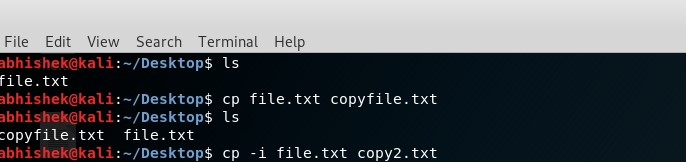 File Edit View Search Terminal Help
abhishek@kali:~/Desktop$ ls
file.txt
abhishek@kali:~/Desktop$ cp file.txt copyfile.txt
abhishek@kali:~/Desktop$ ls
copyfile.txt  file.txt
abhishek@kali:~/Desktop$ cp -i file.txt copy2.txt